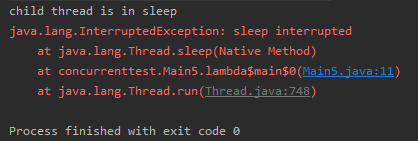 child thread is in sleep
java.lang.InterruptedException: sleep interrupted
at java.lang.Thread.sleep(Native Method)
at concurrenttest.Main5.lambda$main$0(Main5.java:11)
at java.lang.Thread.run(Thread.java:748)
Process finished with exit code 0